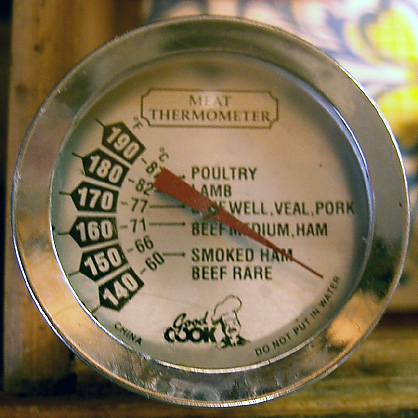 MEAT
THERMOMETER
°F
°C
190
180 82 POULTRY
LAMB
170 77 WELL, VEAL, PORK
160 71 BEEF MEDIUM, HAM
150 66 SMOKED HAM
140 60 BEEF RARE
Good
COOK
CHINA
DO NOT PUT IN WATER